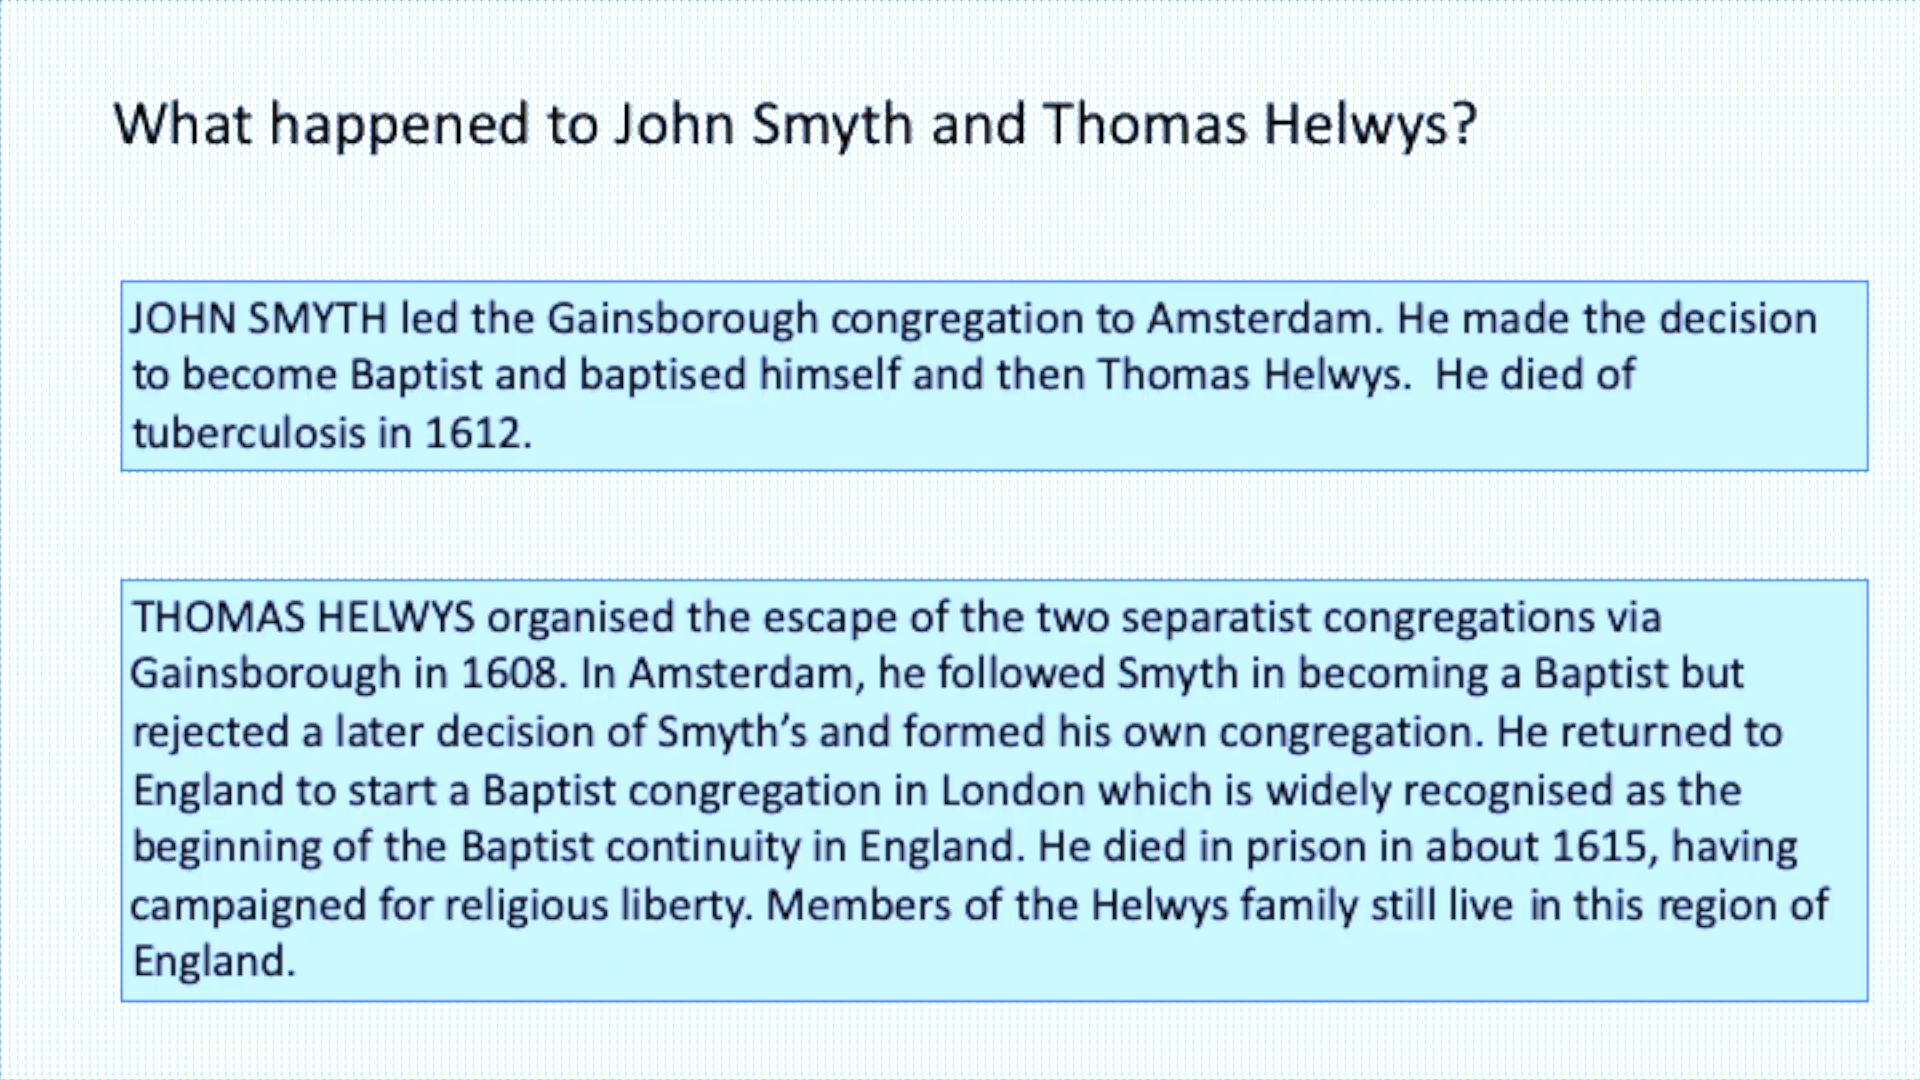 What happened to John Smyth and Thomas Helwys?
JOHN SMYTH led the Gainsborough congregation to Amsterdam. He made the decision
to become Baptist and baptised himself and then Thomas Helwys.  He died of
tuberculosis in 1612.
THOMAS HELWYS organised the escape of the two separatist congregations via
Gainsborough in 1608. In Amsterdam, he followed Smyth in becoming a Baptist but
rejected a later decision of Smyth’s and formed his own congregation. He returned to
England to start a Baptist congregation in London which is widely recognised as the
beginning of the Baptist continuity in England. He died in prison in about 1615, having
campaigned for religious liberty. Members of the Helwys family still live in this region of
England.